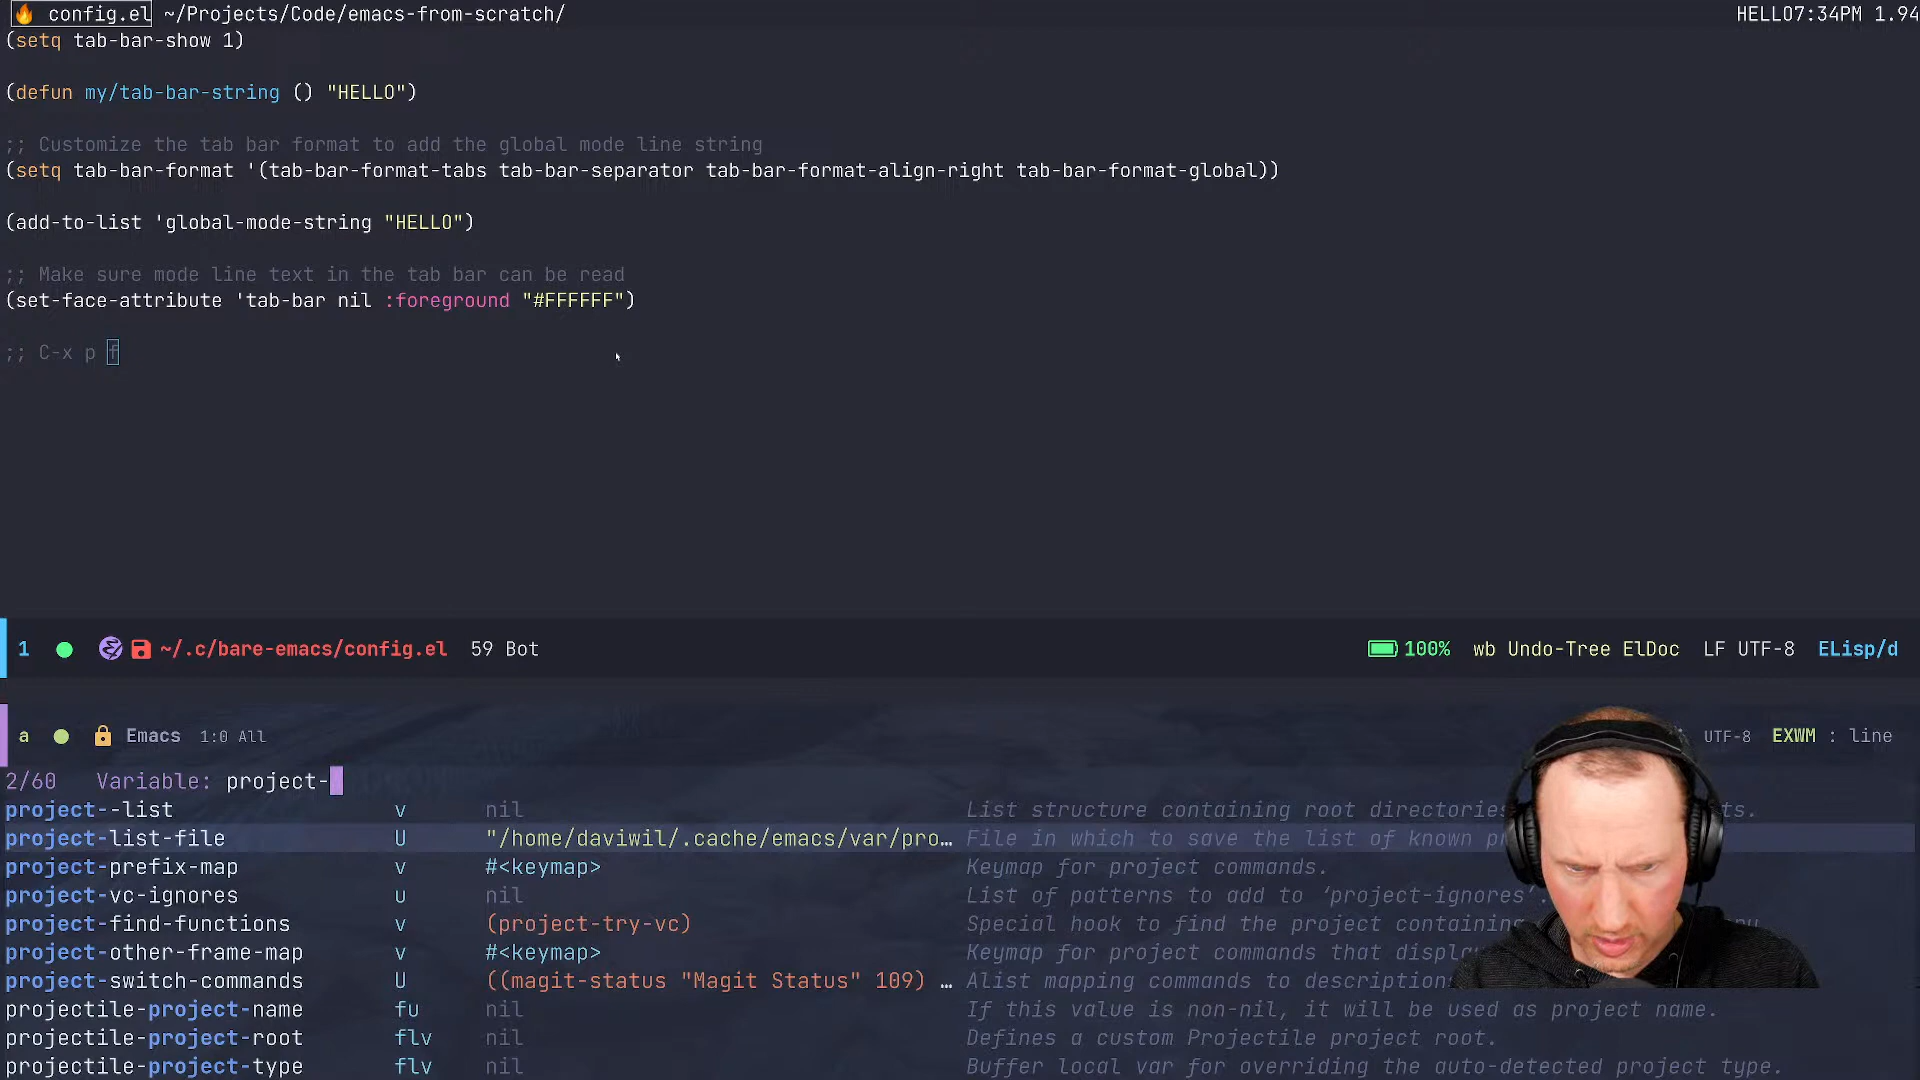 config.el ~/Projects/Code/emacs-from-scratch/ HELLO7:34PM 1.94
(setq tab-bar-show 1)
(defun my/tab-bar-string () "HELLO")
;; Customize the tab bar format to add the global mode line string
(setq tab-bar-format '(tab-bar-format-tabs tab-bar-separator tab-bar-format-align-right tab-bar-format-global))
(add-to-list 'global-mode-string "HELLO")
;; Make sure mode line text in the tab bar can be read
(set-face-attribute 'tab-bar nil :foreground "#FFFFFF")
;; C-x p f
1 ~/.c/bare-emacs/config.el 59 Bot 100% wb Undo-Tree ElDoc LF UTF-8 ELisp/d
a Emacs 1:0 All UTF-8 EXWM : line
2/60 Variable: project-
project--list v nil List structure containing root directories
project-list-file U "/home/daviwil/.cache/emacs/var/pro… File in which to save the list of known
project-prefix-map v #<keymap> Keymap for project commands.
project-vc-ignores u nil List of patterns to add to ‘project-ignores’.
project-find-functions v (project-try-vc) Special hook to find the project containing
project-other-frame-map v #<keymap> Keymap for project commands that
project-switch-commands U ((magit-status "Magit Status" 109) … Alist mapping commands to
projectile-project-name fu nil If this value is non-nil, it will be used as project name.
projectile-project-root flv nil Defines a custom Projectile project root.
projectile-project-type flv nil Buffer local var for overriding the auto-detected project type.